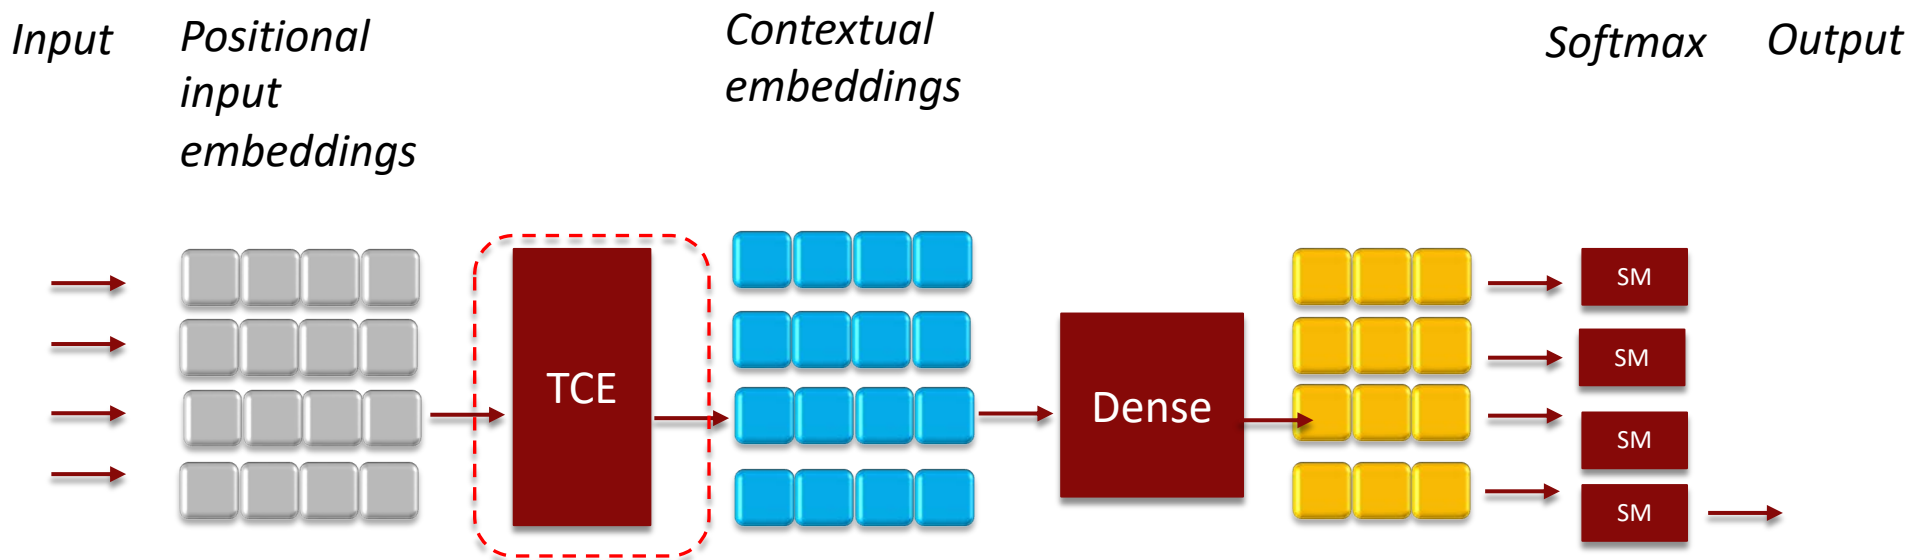 Input
Positional
input
embeddings
Contextual
embeddings
Softmax
Output
TCE
Dense
SM
SM
SM
SM